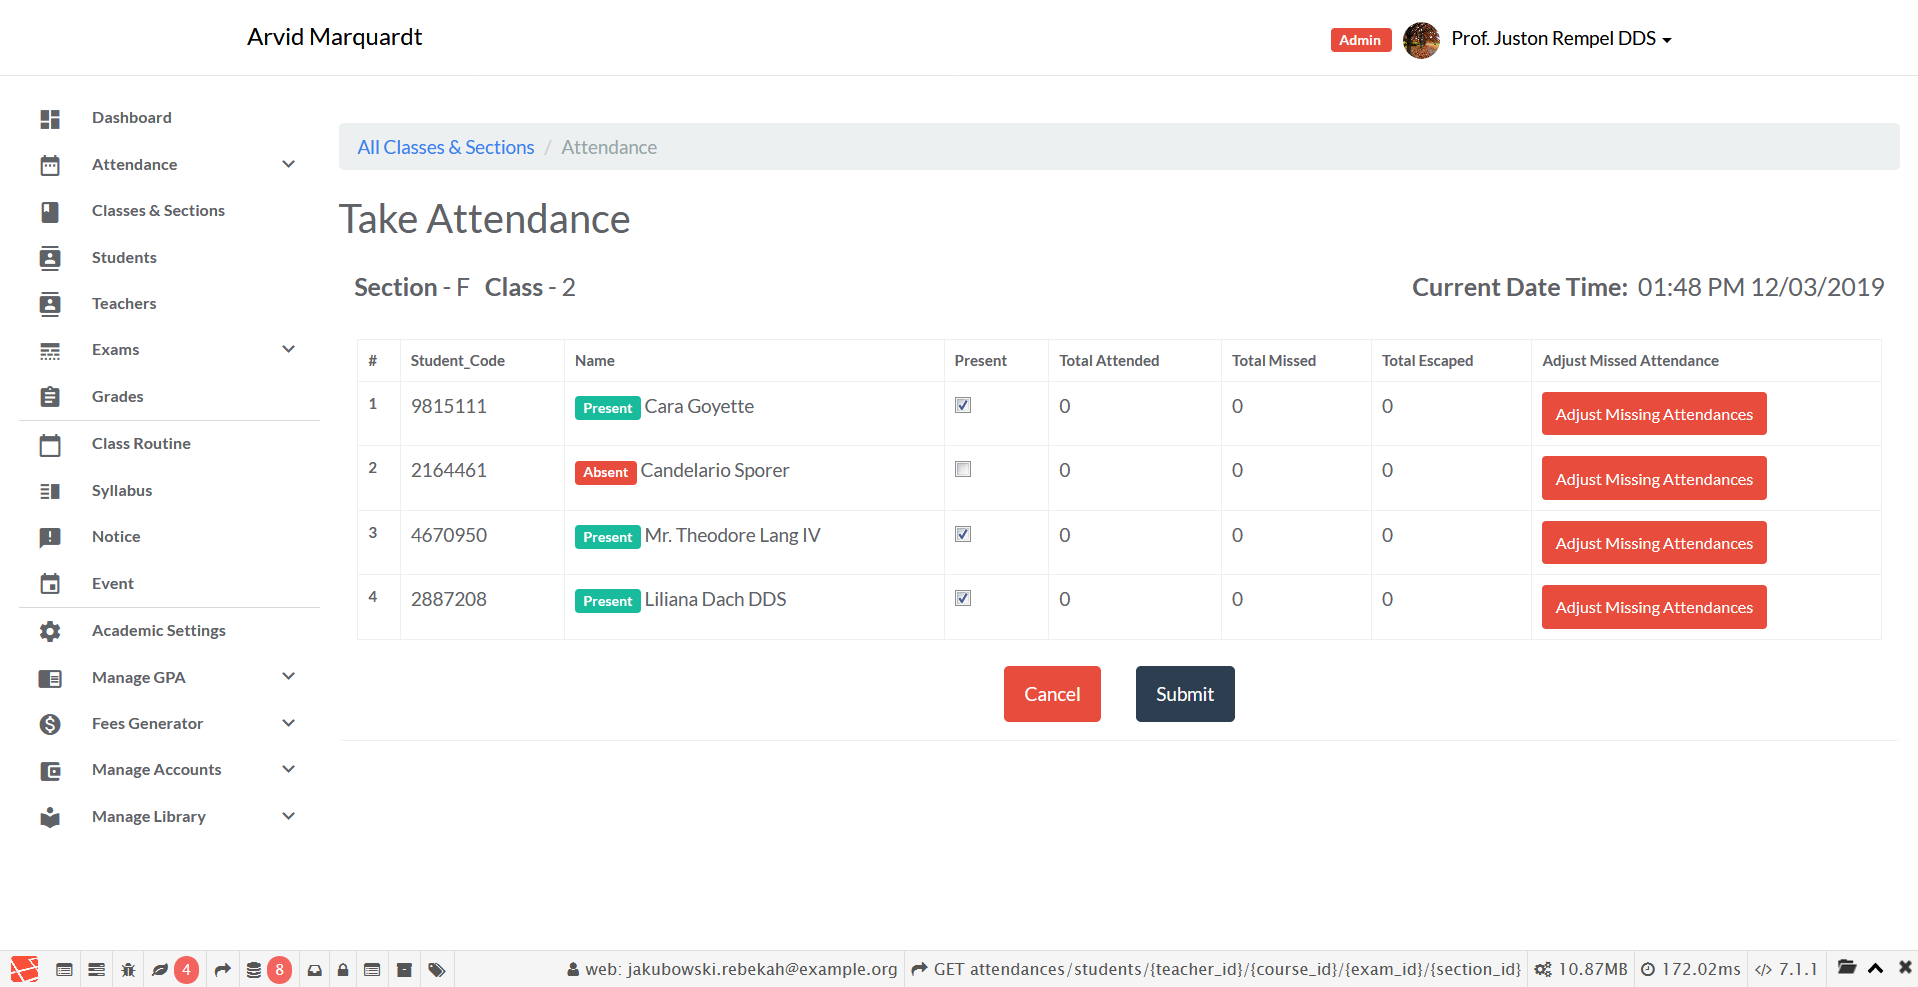 Arvid Marquardt
Admin Prof. Juston Rempel DDS
Dashboard
Attendance
Classes & Sections
Students
Teachers
Exams
Grades
Class Routine
Syllabus
Notice
Event
Academic Settings
Manage GPA
Fees Generator
Manage Accounts
Manage Library
All Classes & Sections / Attendance
Take Attendance
Section - F Class - 2
Current Date Time: 01:48 PM 12/03/2019
# Student_Code Name Present Total Attended Total Missed Total Escaped Adjust Missed Attendance
1 9815111 Present Cara Goyette 0 0 0 Adjust Missing Attendances
2 2164461 Absent Candelario Sporer 0 0 0 Adjust Missing Attendances
3 4670950 Present Mr. Theodore Lang IV 0 0 0 Adjust Missing Attendances
4 2887208 Present Liliana Dach DDS 0 0 0 Adjust Missing Attendances
Cancel Submit
4 8 web: jakubowski.rebekah@example.org GET attendances/students/{teacher_id}/{course_id}/{exam_id}/{section_id} 10.87MB 172.02ms </> 7.1.1